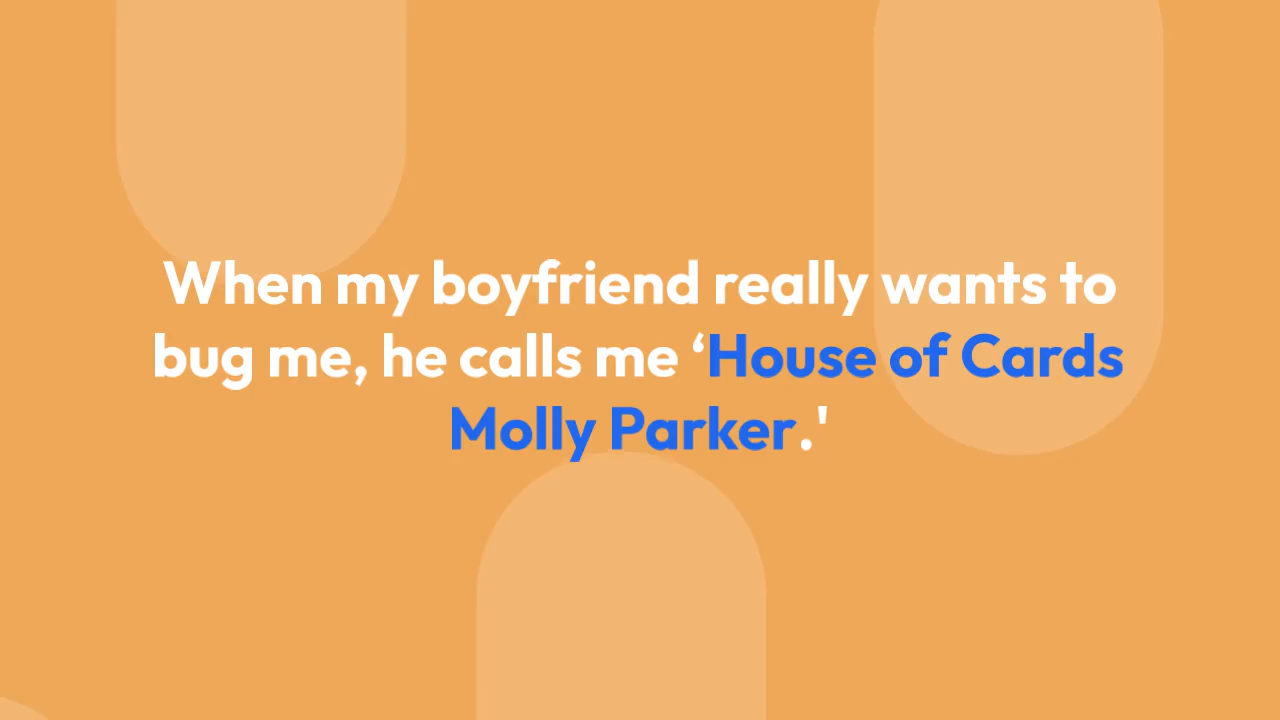 When my boyfriend really wants to
bug me, he calls me ‘House of Cards
Molly Parker.'